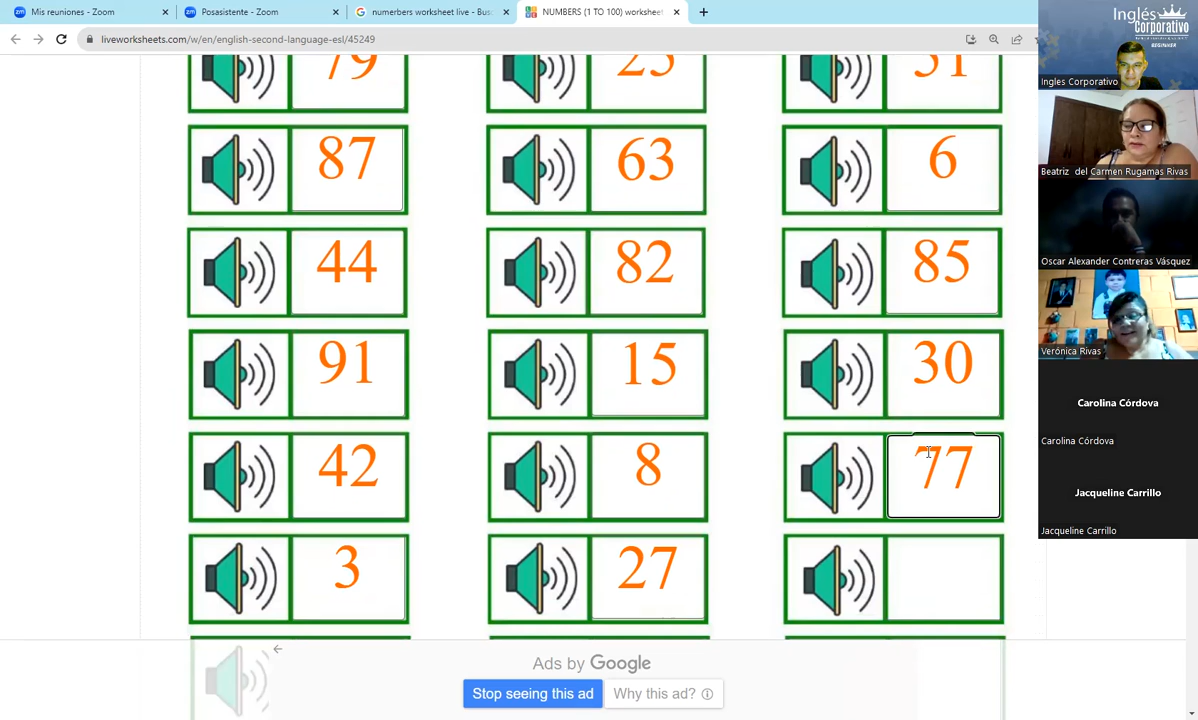 Mis reuniones - Zoom
Posasistente - Zoom
numerbers worksheet live - Bus
NUMBERS (1 TO 100) workshee
liveworksheets.com/w/en/english-second-language-esl/45249
79
25
51
87
63
6
44
82
85
91
15
30
42
8
77
3
27
Ads by Google
Stop seeing this ad
Why this ad?
Inglés
Corporativo
BEGINNER
Ingles Corporativo
Beatriz del Carmen Rugamas Rivas
Oscar Alexander Contreras Vásquez
Verónica Rivas
Carolina Córdova
Carolina Córdova
Jacqueline Carrillo
Jacqueline Carrillo